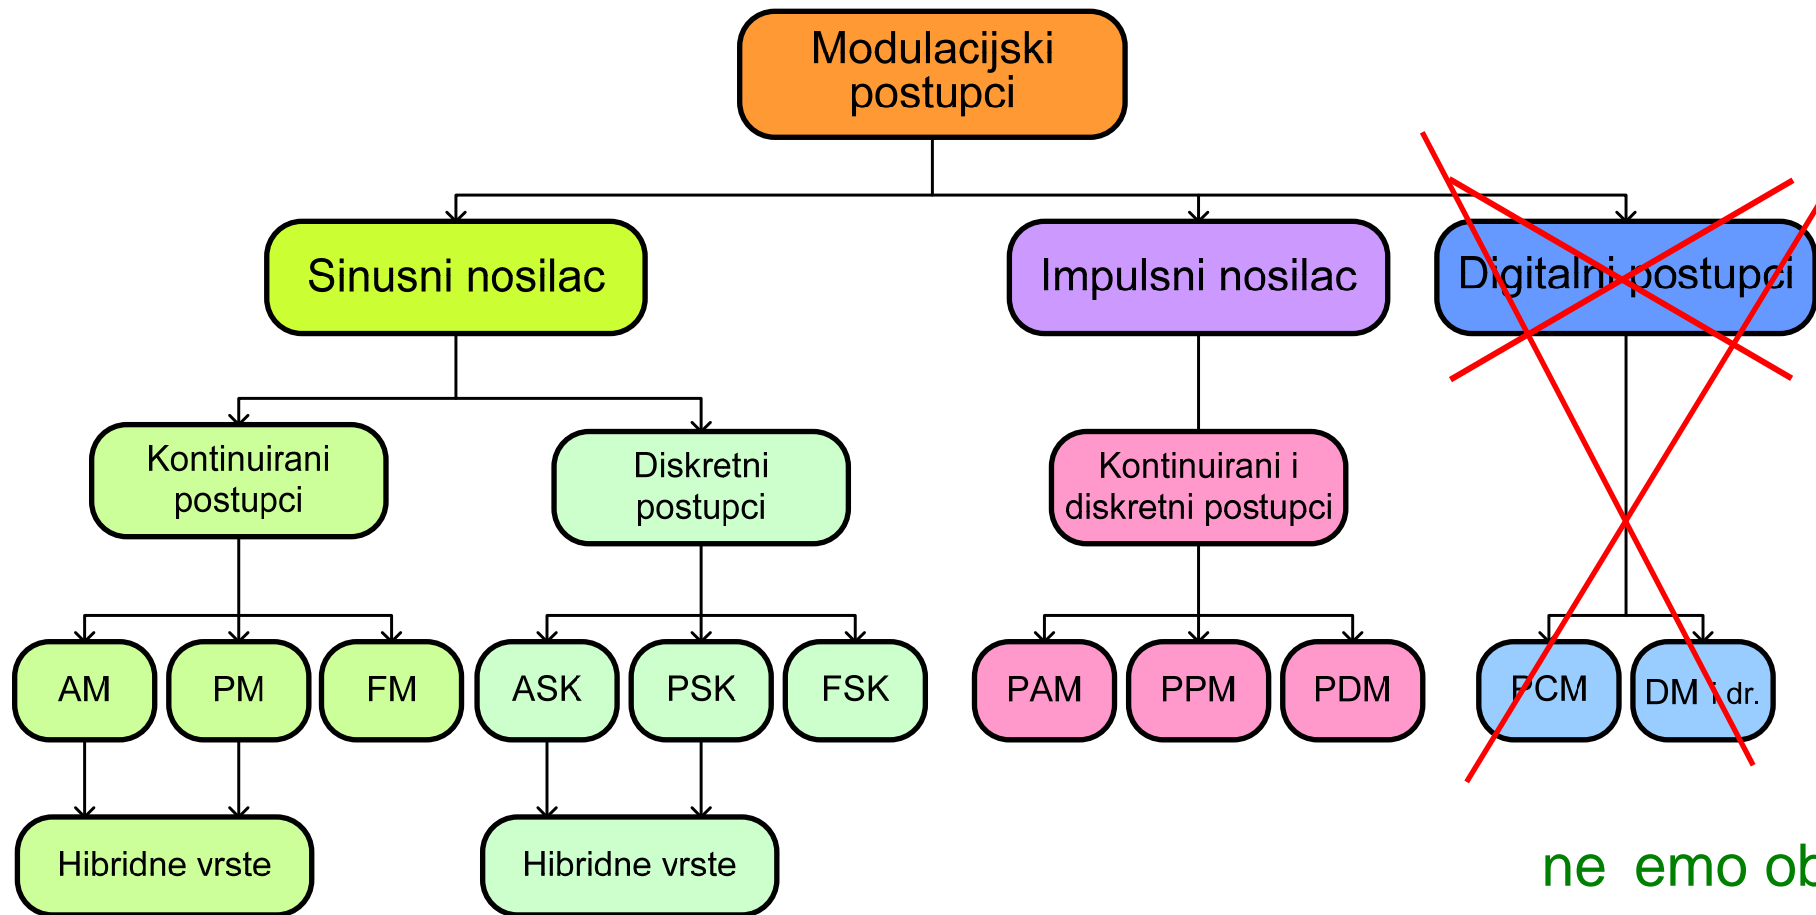 Modulacijski
postupci
Sinusni nosilac
Impulsni nosilac
Digitalni postupci
Kontinuirani
postupci
Diskretni
postupci
Kontinuirani i
diskretni postupci
AM
PM
FM
ASK
PSK
FSK
PAM
PPM
PDM
PCM
DM i dr.
Hibridne vrste
Hibridne vrste
ne emo ob